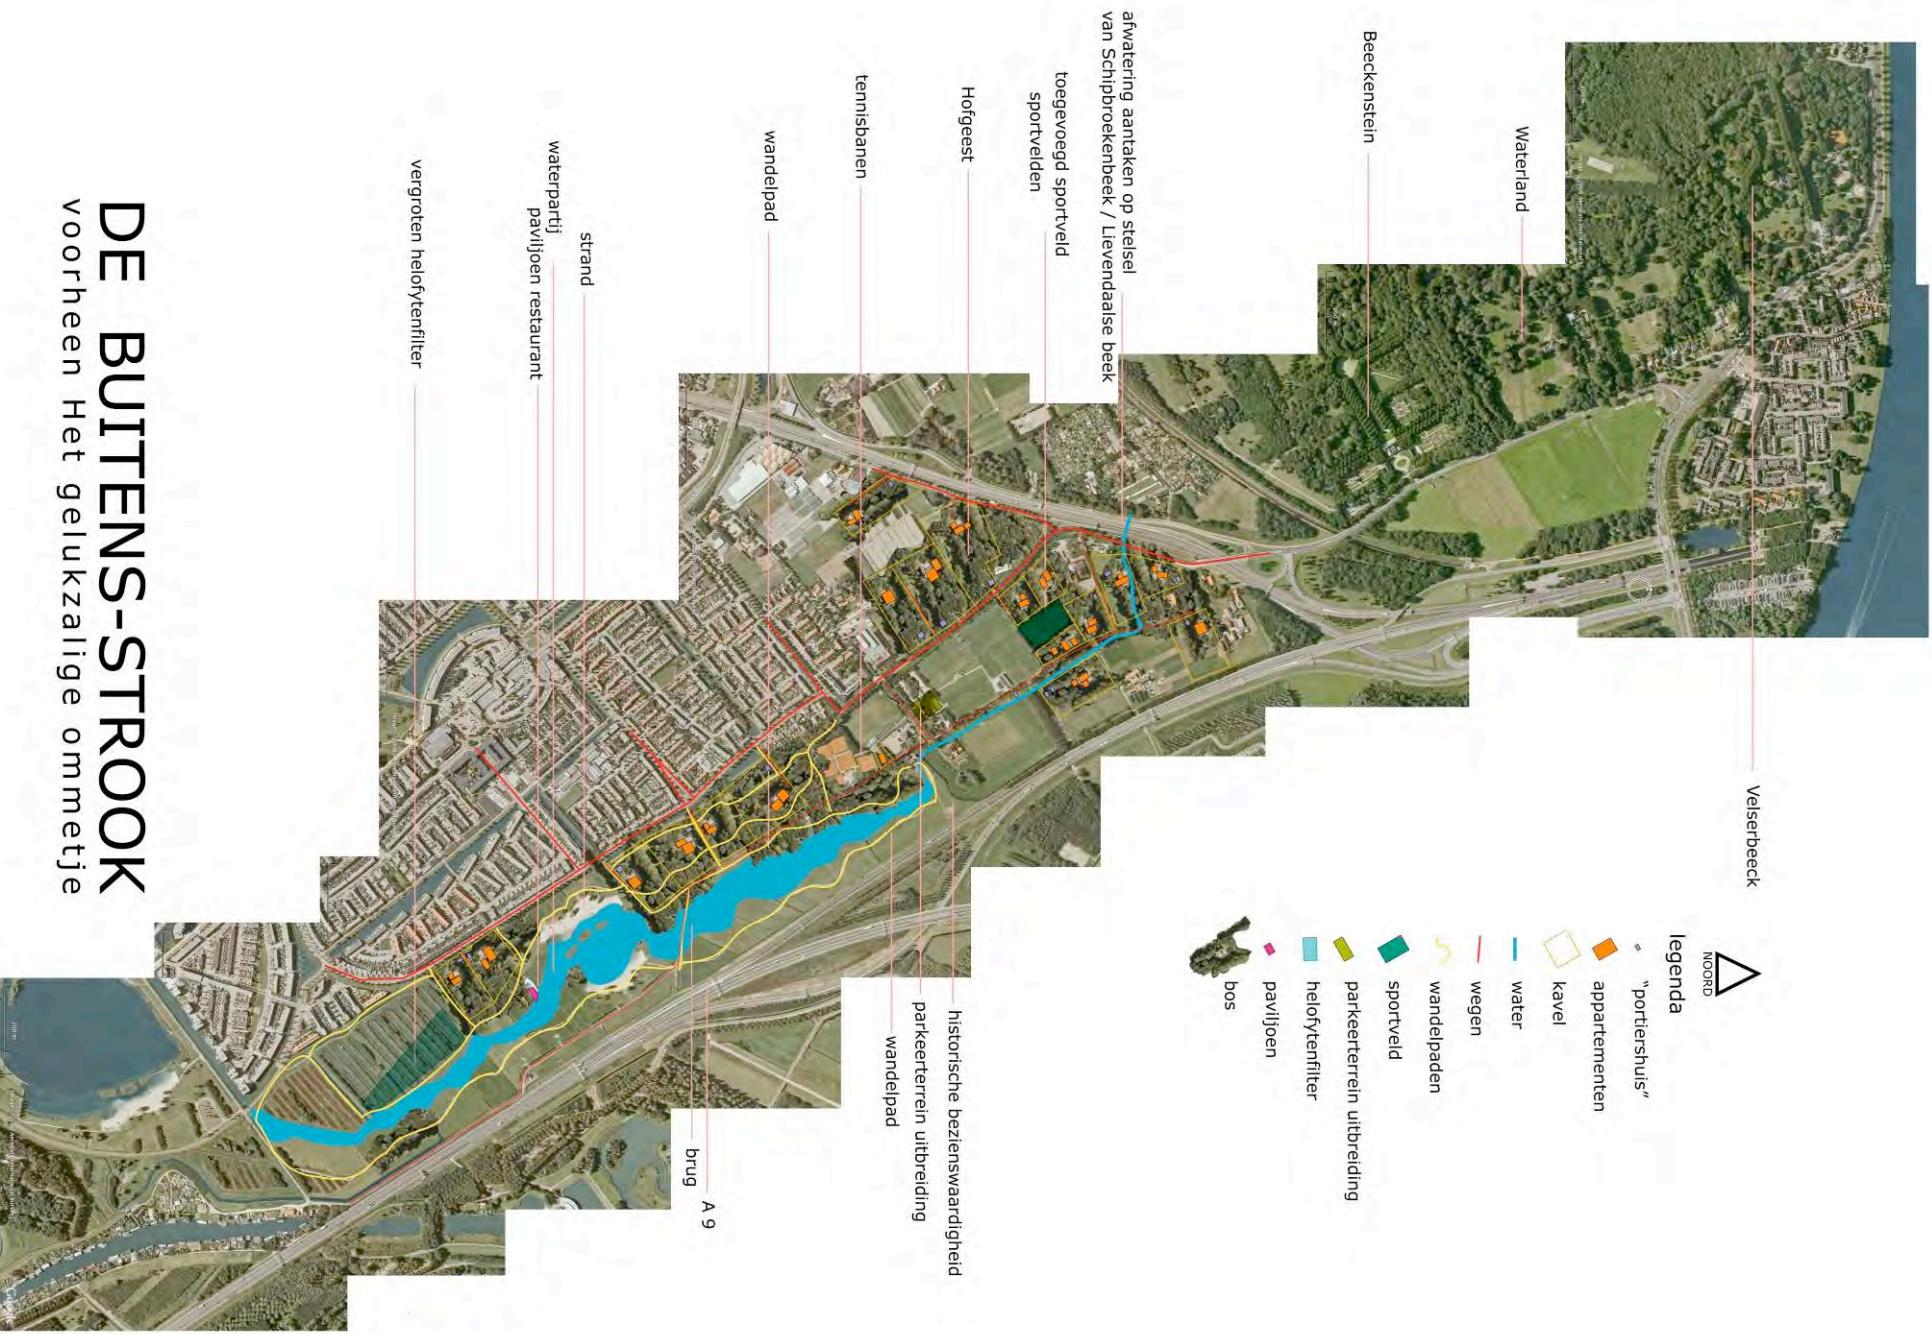 DE BUITENS-STROOK
voorheen Het gelukzalige ommetje
Velserbeek
Waterland
Beeckenstein
afwatering aantaken op stelsel
van Schipbroekenbeek / Lievendaalse beek
toegevoegd sportveld
sportvelden
Hofgeest
tennisbanen
wandelpad
strand
waterpartij
paviljoen restaurant
vergroten helofytenfilter
historische bezienswaardigheid
parkeerterrein uitbreiding
wandelpad
A 9
brug
NOORD
legenda
"portiershuis"
appartementen
kavel
water
wegen
wandelpaden
sportveld
parkeerterrein uitbreiding
helofytenfilter
paviljoen
bos
Google